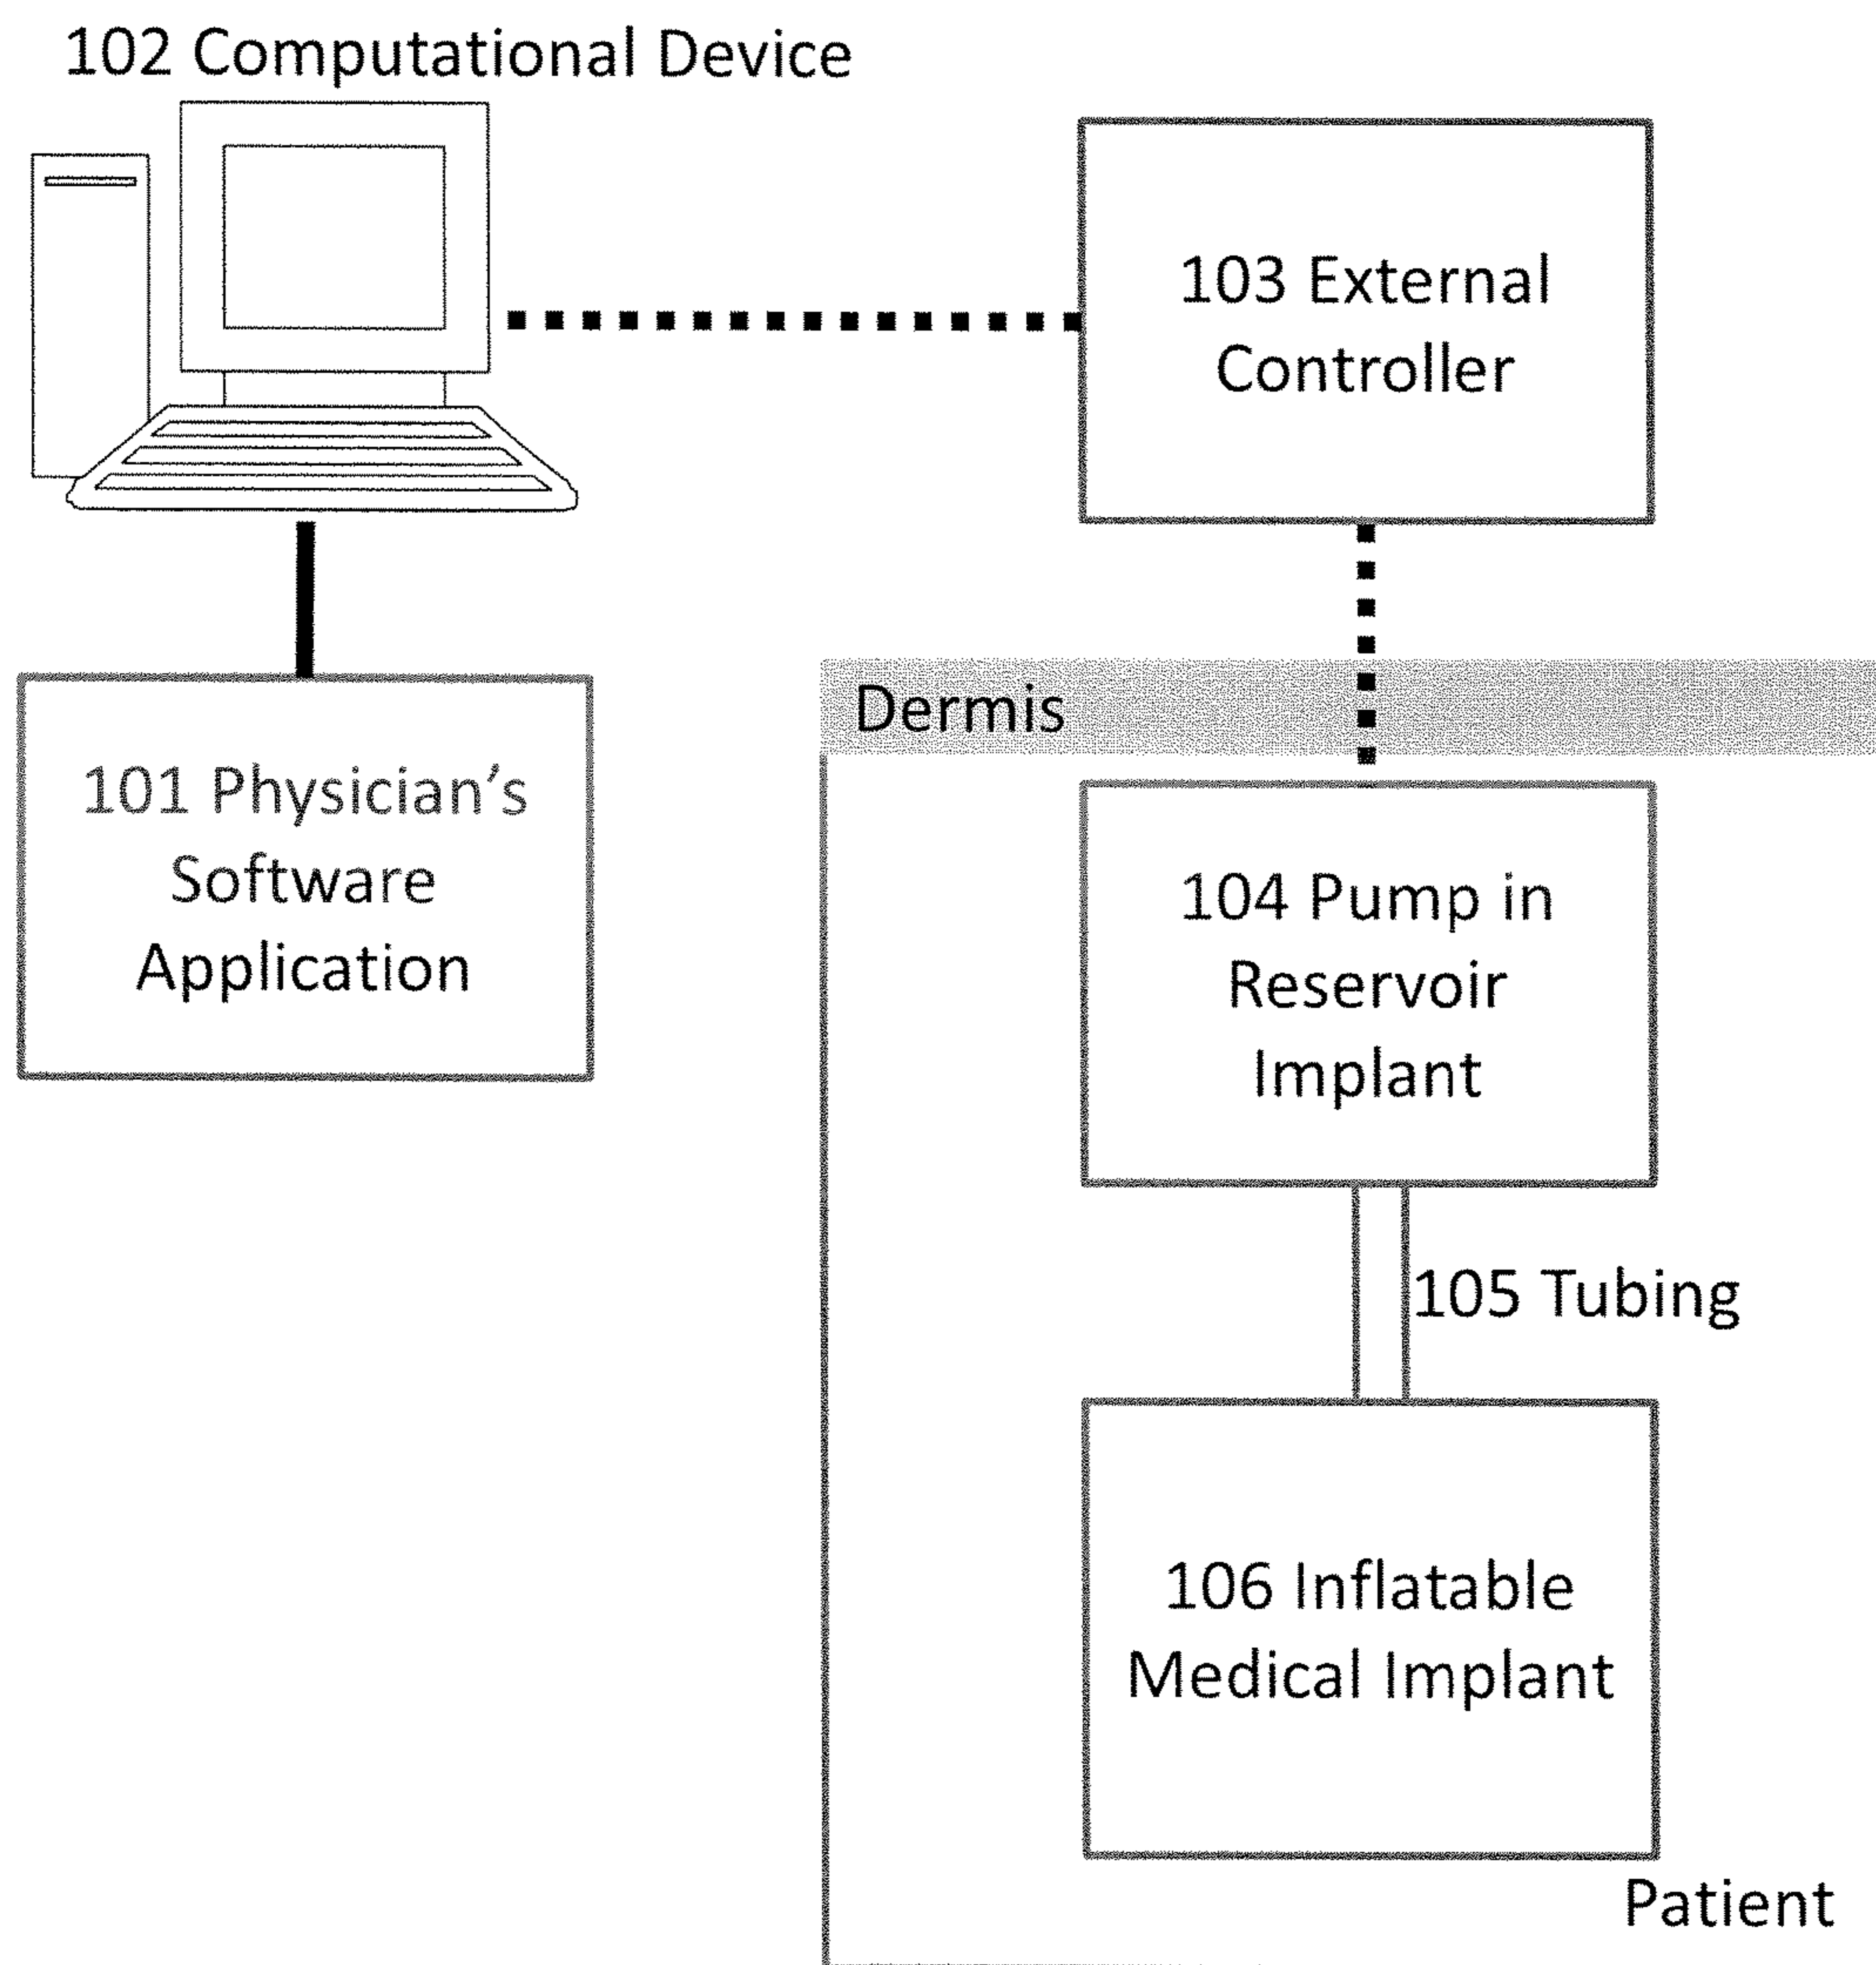 102 Computational Device
103 External
Controller
Dermis
101 Physician's
Software
Application
104 Pump in
Reservoir
Implant
105 Tubing
106 Inflatable
Medical Implant
Patient